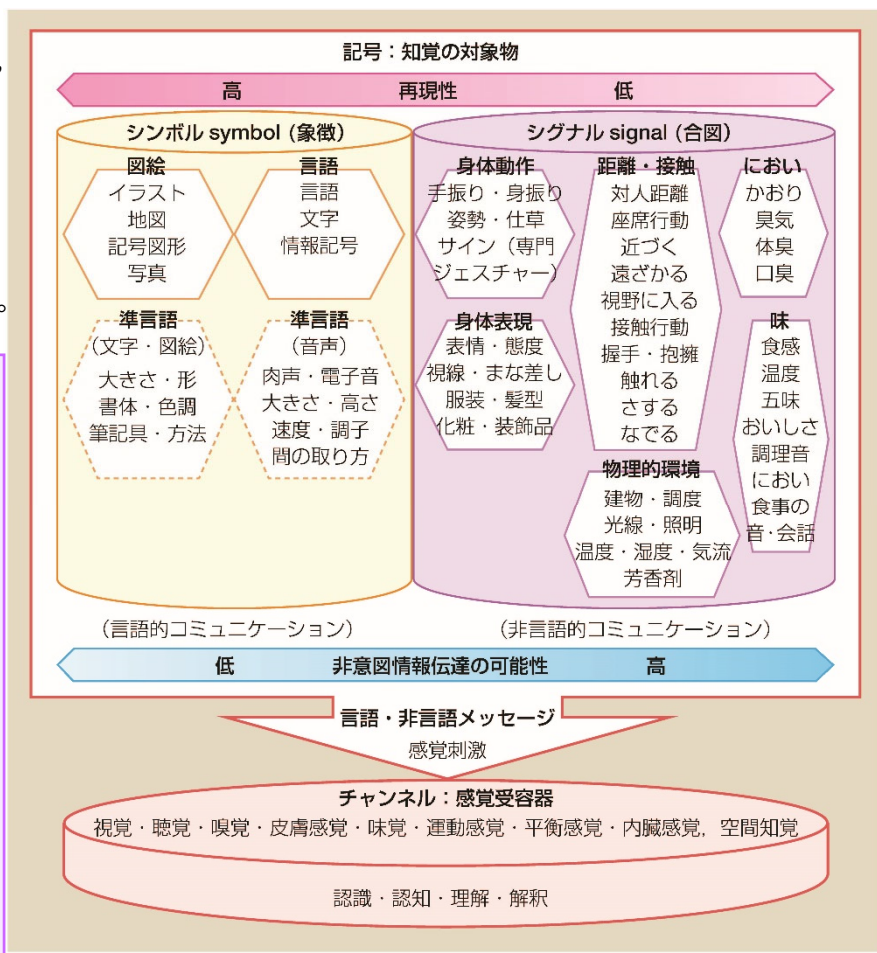 記号：知覚の対象物
高 再現性 低
シンボル symbol（象徴）
図絵
イラスト
地図
記号図形
写真
言語
言語
文字
情報記号
準言語
（文字・図絵）
大きさ・形
書体・色調
筆記具・方法
準言語
（音声）
肉声・電子音
大きさ・高さ
速度・調子
間の取り方
シグナル signal（合図）
身体動作
手振り・身振り
姿勢・仕草
サイン（専門
ジェスチャー）
身体表現
表情・態度
視線・まな差し
服装・髪型
化粧・装飾品
距離・接触
対人距離
座席行動
近づく
遠ざかる
視野に入る
接触行動
握手・抱擁
触れる
さする
なでる
物理的環境
建物・調度
光線・照明
温度・湿度・気流
芳香剤
におい
かおり
臭気
体臭
口臭
味
食感
温度
五味
おいしさ
調理音
におい
食事の
音・会話
（言語的コミュニケーション）
（非言語的コミュニケーション）
低 非意図情報伝達の可能性 高
言語・非言語メッセージ
感覚刺激
チャンネル：感覚受容器
視覚・聴覚・嗅覚・皮膚感覚・味覚・運動感覚・平衡感覚・内臓感覚，空間知覚
認識・認知・理解・解釈